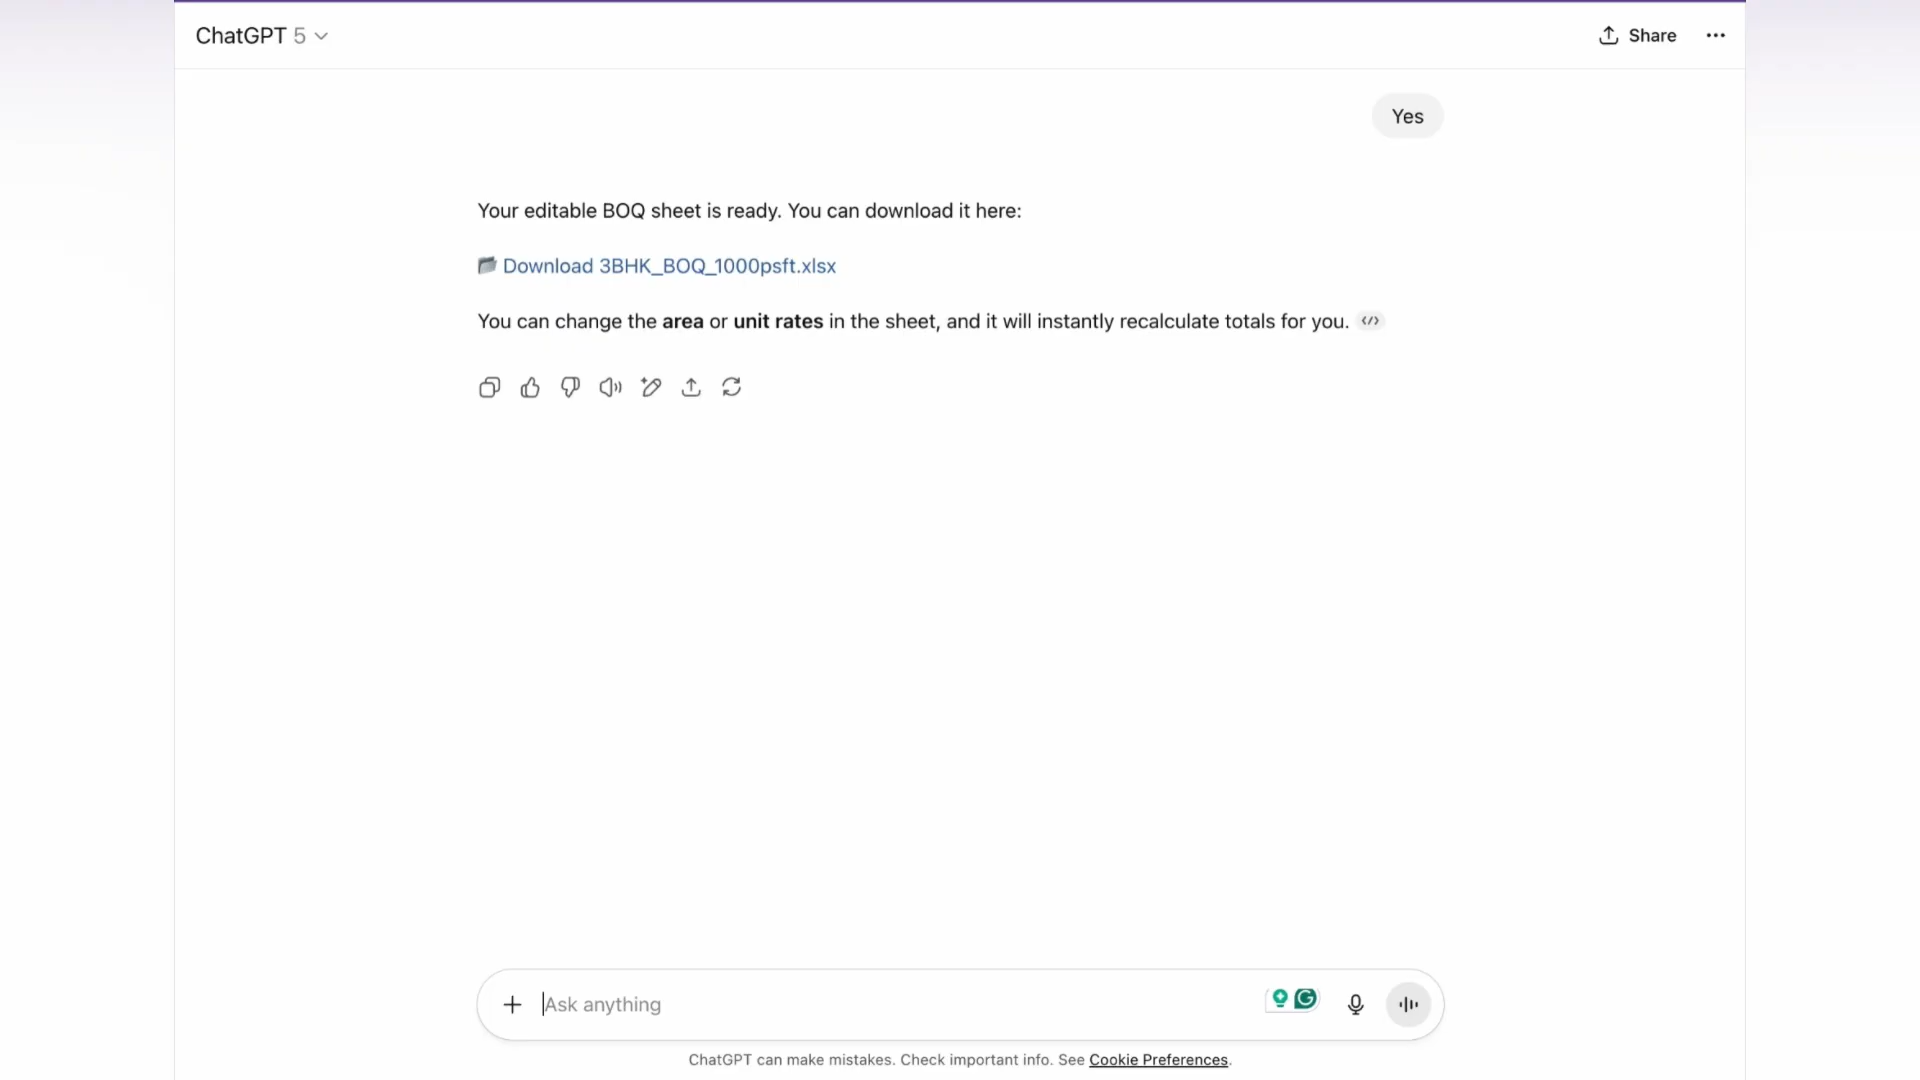 ChatGPT 5
Share
Yes
Your editable BOQ sheet is ready. You can download it here:
Download 3BHK_BOQ_1000psft.xlsx
You can change the area or unit rates in the sheet, and it will instantly recalculate totals for you.
Ask anything
ChatGPT can make mistakes. Check important info. See Cookie Preferences.